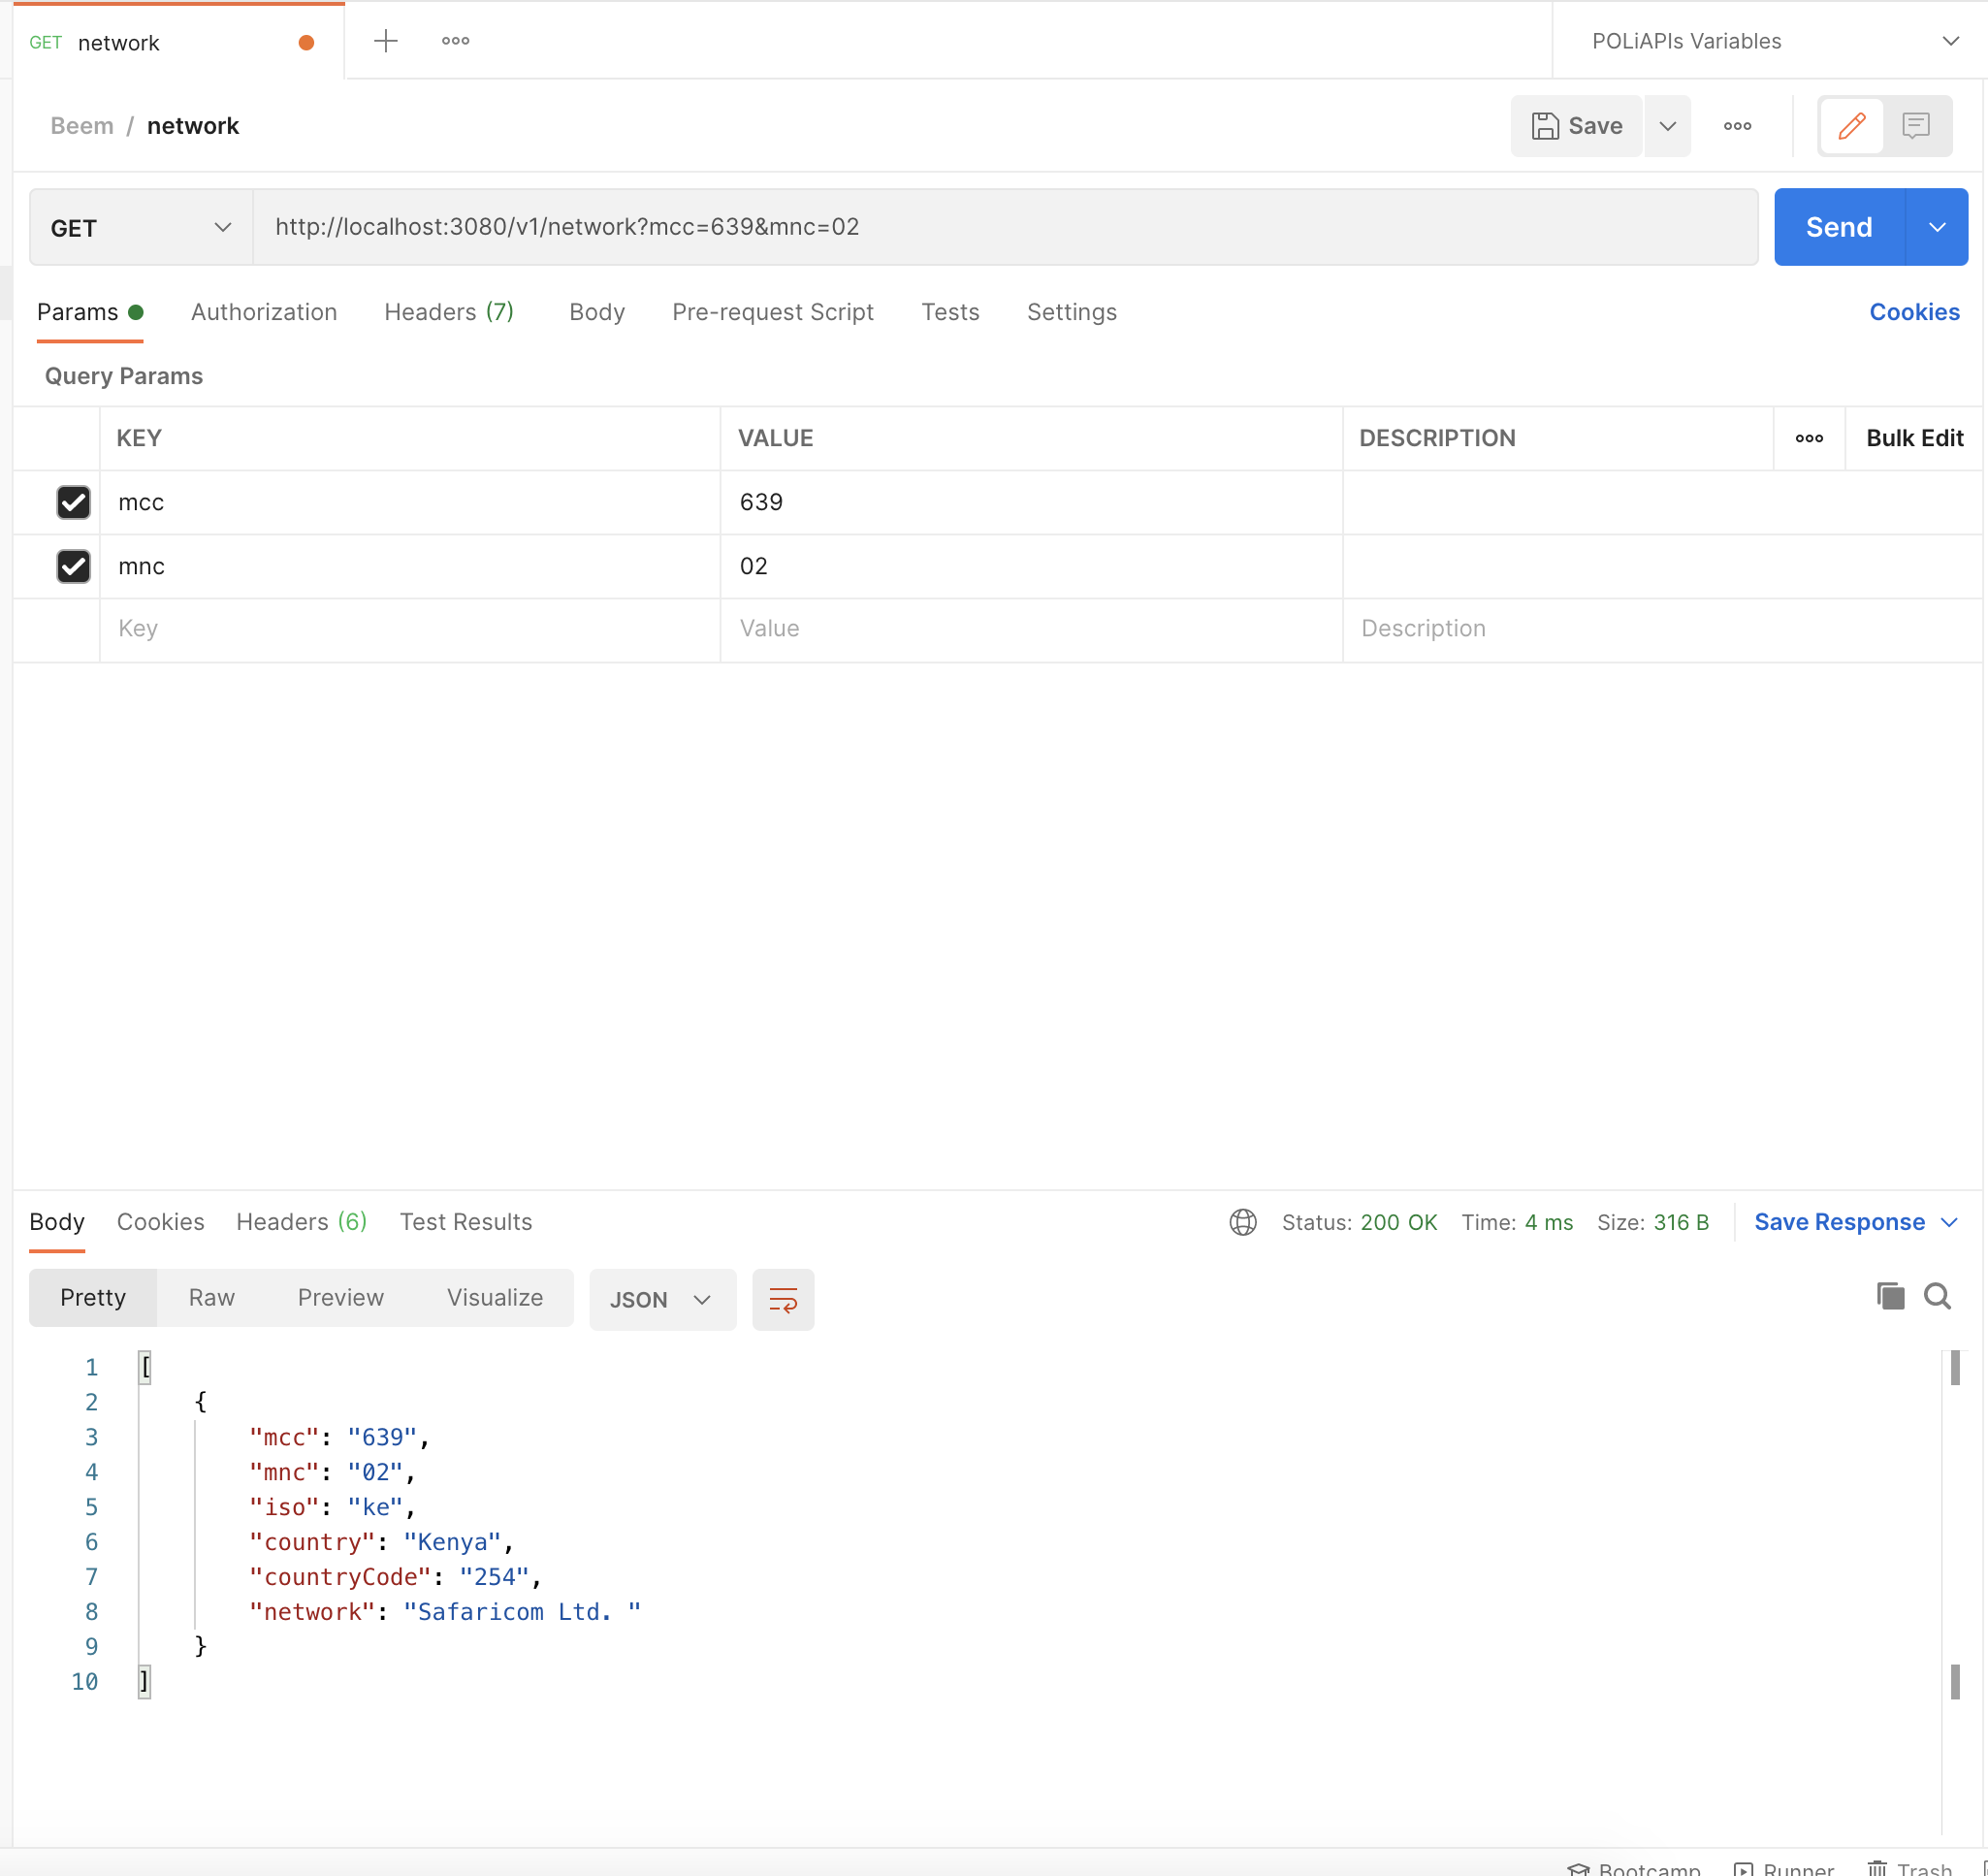 GET network
POLiAPIs Variables
Beem / network
Save
GET
http://localhost:3080/v1/network?mcc=639&mnc=02
Send
Params
Authorization
Headers (7)
Body
Pre-request Script
Tests
Settings
Cookies
Query Params
KEY VALUE DESCRIPTION Bulk Edit
mcc 639
mnc 02
Key Value Description
Body
Cookies
Headers (6)
Test Results
Status: 200 OK Time: 4 ms Size: 316 B
Save Response
Pretty Raw Preview Visualize JSON
1 [
2 {
3 "mcc": "639",
4 "mnc": "02",
5 "iso": "ke",
6 "country": "Kenya",
7 "countryCode": "254",
8 "network": "Safaricom Ltd. "
9 }
10 ]
Bootcamp Runner Trash